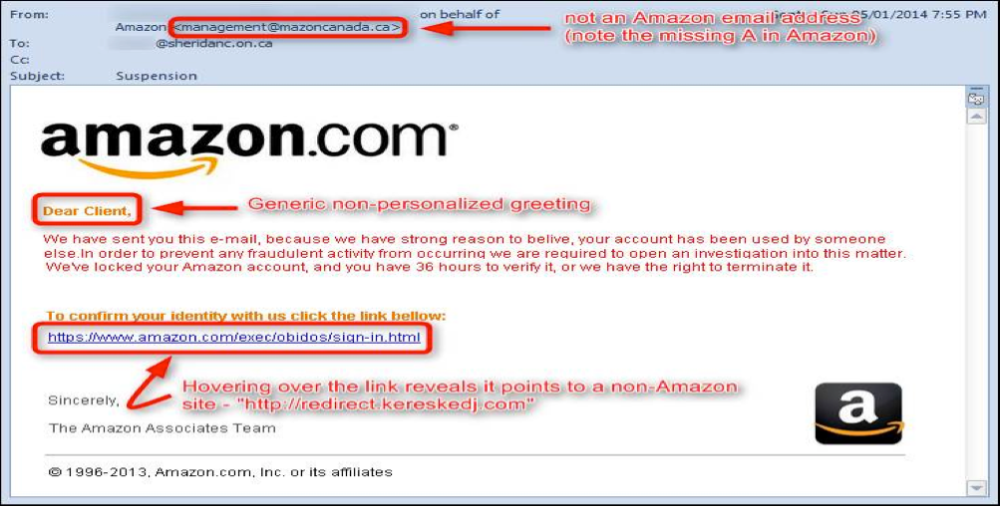 From: on behalf of
Amazon <management@mazoncanada.ca>
05/01/2014 7:55 PM
not an Amazon email address
(note the missing A in Amazon)
To: @sheridanc.on.ca
Cc:
Subject: Suspension
amazon.com
Dear Client,
Generic non-personalized greeting
We have sent you this e-mail, because we have strong reason to belive, your account has been used by someone
else.In order to prevent any fraudulent activity from occurring we are required to open an investigation into this matter.
We've locked your Amazon account, and you have 36 hours to verify it, or we have the right to terminate it.
To confirm your identity with us click the link bellow:
https://www.amazon.com/exec/obidos/sign-in.html
Hovering over the link reveals it points to a non-Amazon
site - "http://redirect.kereskedj.com"
Sincerely,
The Amazon Associates Team
a
© 1996-2013, Amazon.com, Inc. or its affiliates